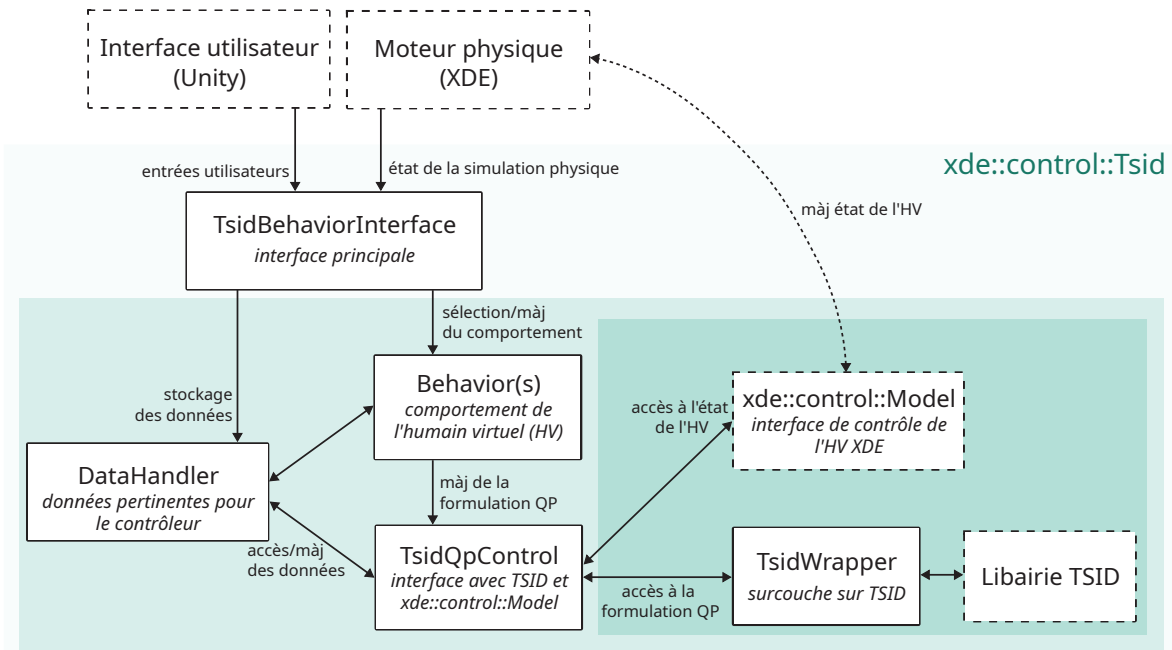 Interface utilisateur
(Unity)
Moteur physique
(XDE)
entrées utilisateurs
état de la simulation physique
xde::control::Tsid
màj état de l'HV
TsidBehaviorInterface
interface principale
sélection/màj
du comportement
stockage
des données
Behavior(s)
comportement de
l'humain virtuel (HV)
accès à l'état
de l'HV
xde::control::Model
interface de contrôle de
l'HV XDE
DataHandler
données pertinentes pour
le contrôleur
màj de la
formulation QP
accès/màj
des données
TsidQpControl
interface avec TSID et
xde::control::Model
accès à la
formulation QP
TsidWrapper
surcouche sur TSID
Libairie TSID